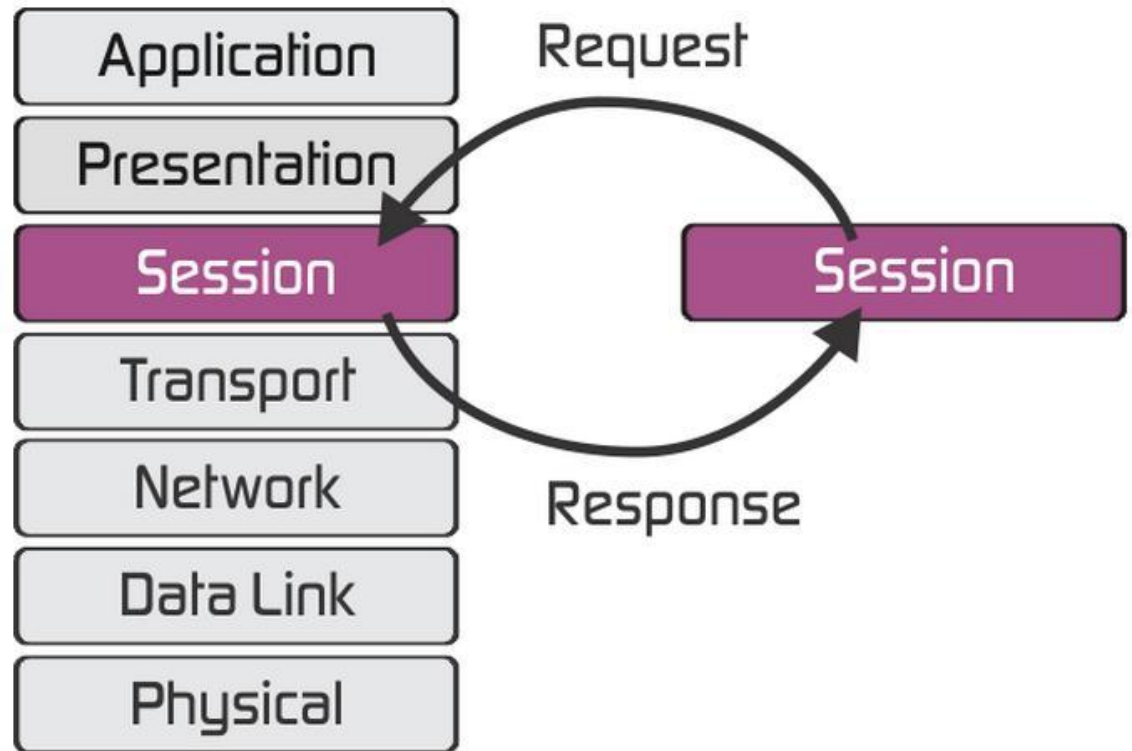 Application
Presentation
Session
Transport
Network
Data Link
Physical
Request
Session
Response